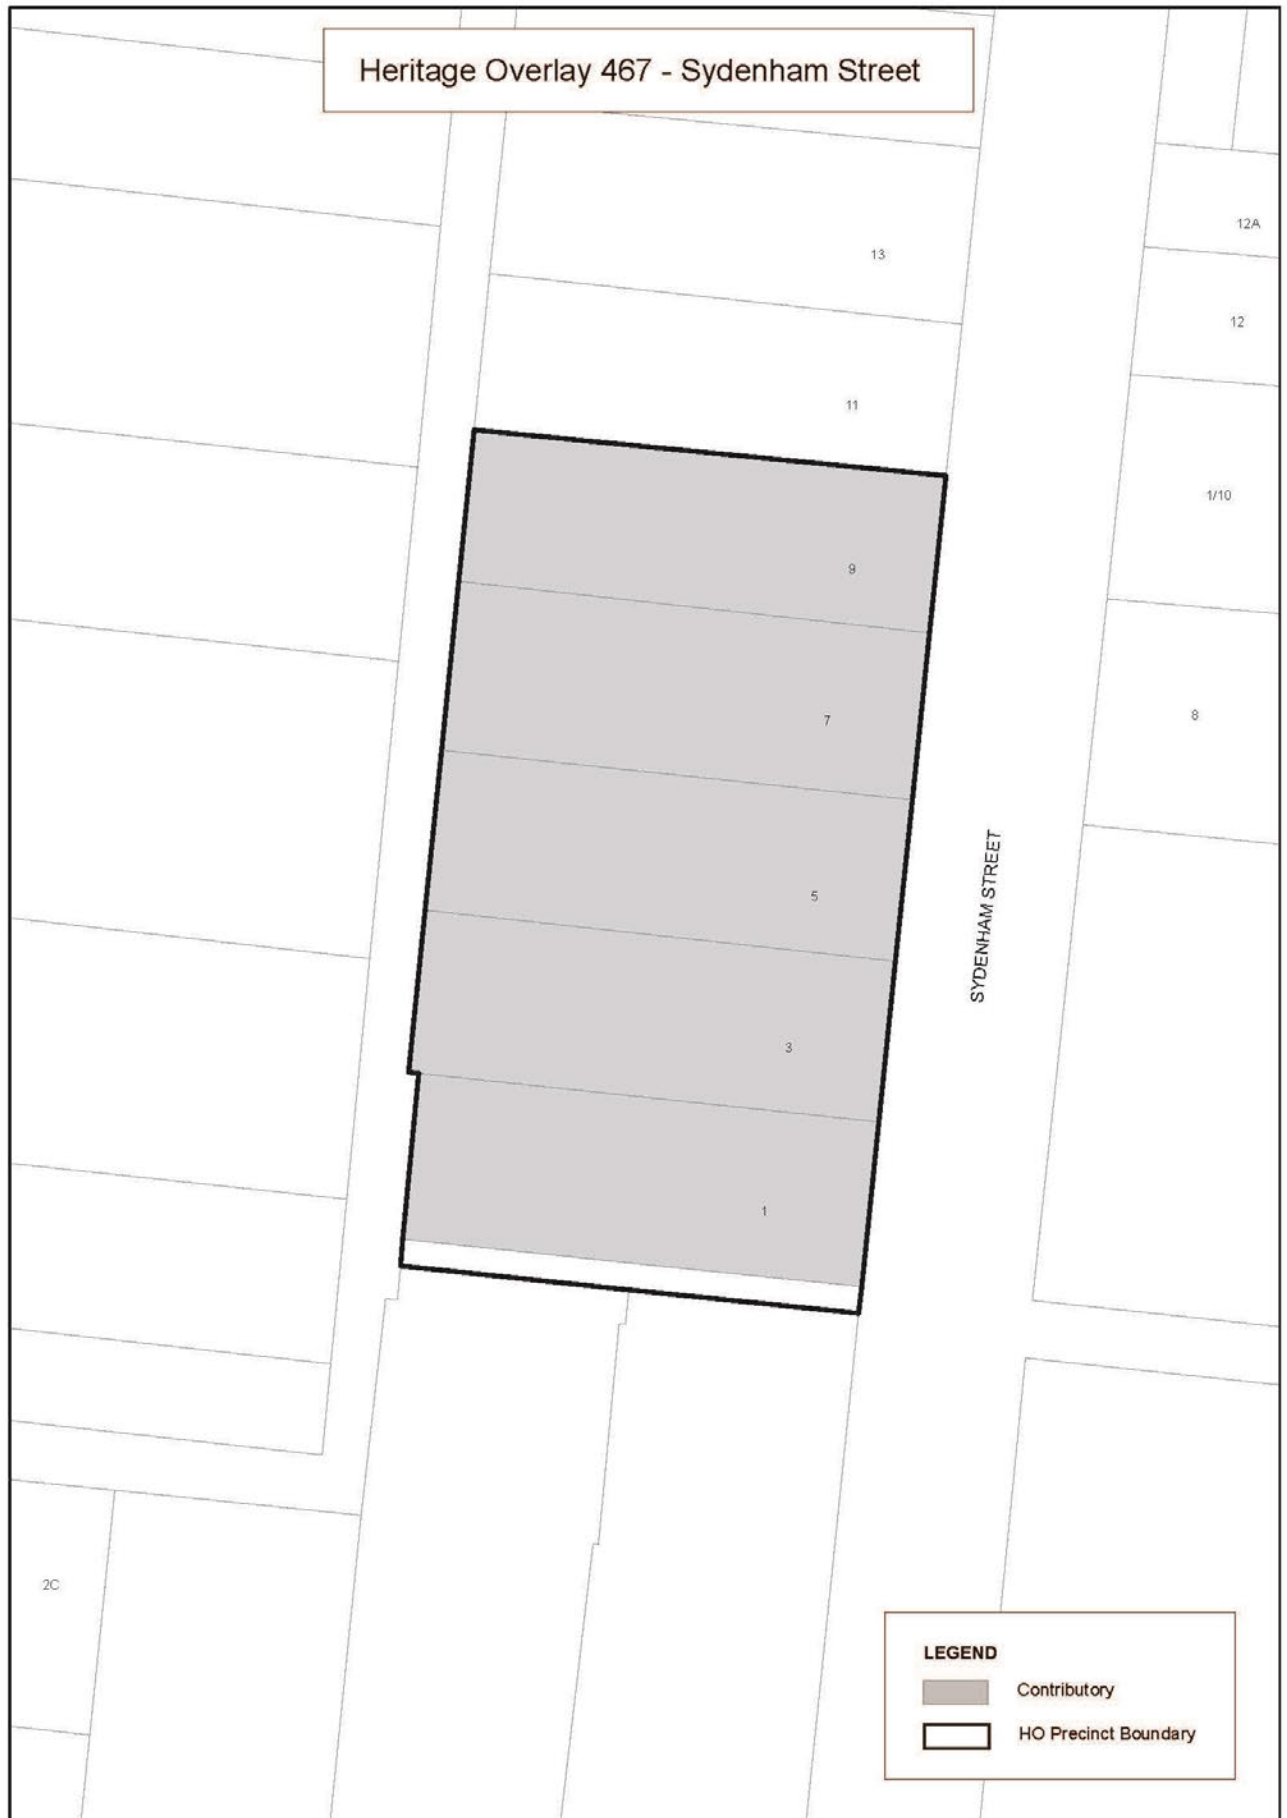 Heritage Overlay 467 - Sydenham Street
12A
13
12
11
1/10
9
8
7
5
SYDENHAM STREET
3
1
2C
LEGEND
Contributory
HO Precinct Boundary